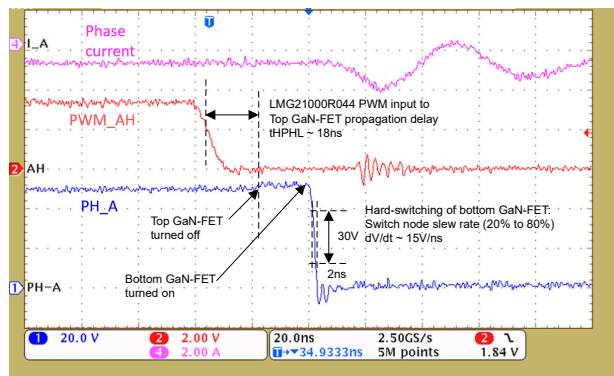 T
4 I_A
Phase
current
LMG21000R044 PWM input to
Top GaN-FET propagation delay
tHPHL ~ 18ns
PWM_AH
2 AH
PH_A
Top GaN-FET
turned off
Hard-switching of bottom GaN-FET:
Switch node slew rate (20% to 80%)
dV/dt ~ 15V/ns
30V
2ns
Bottom GaN-FET
turned on
1 PH-A
1 20.0 V 2 2.00 V 20.0ns 2.50GS/s 2
4 2.00 A T→▼34.9333ns 5M points 1.84 V